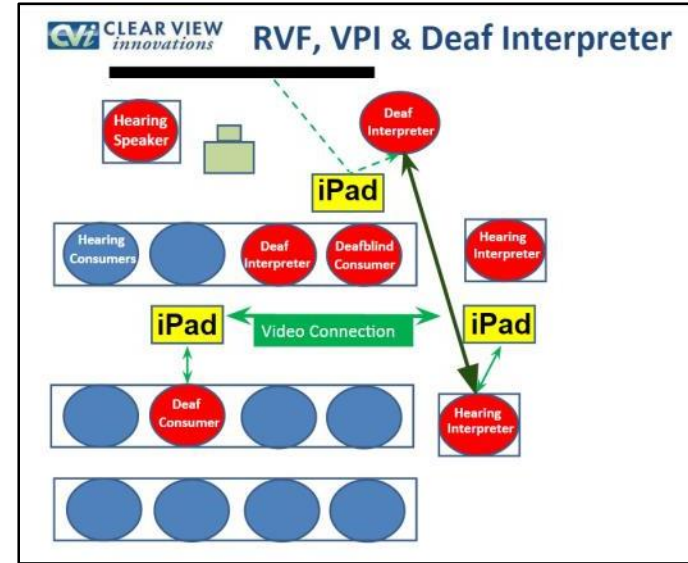 CVi CLEAR VIEW
innovations
RVF, VPI & Deaf Interpreter
Hearing
Speaker
Deaf
Interpreter
iPad
Hearing
Consumers
Deaf
Interpreter
Deafblind
Consumer
Hearing
Interpreter
iPad
Video Connection
iPad
Deaf
Consumer
Hearing
Interpreter